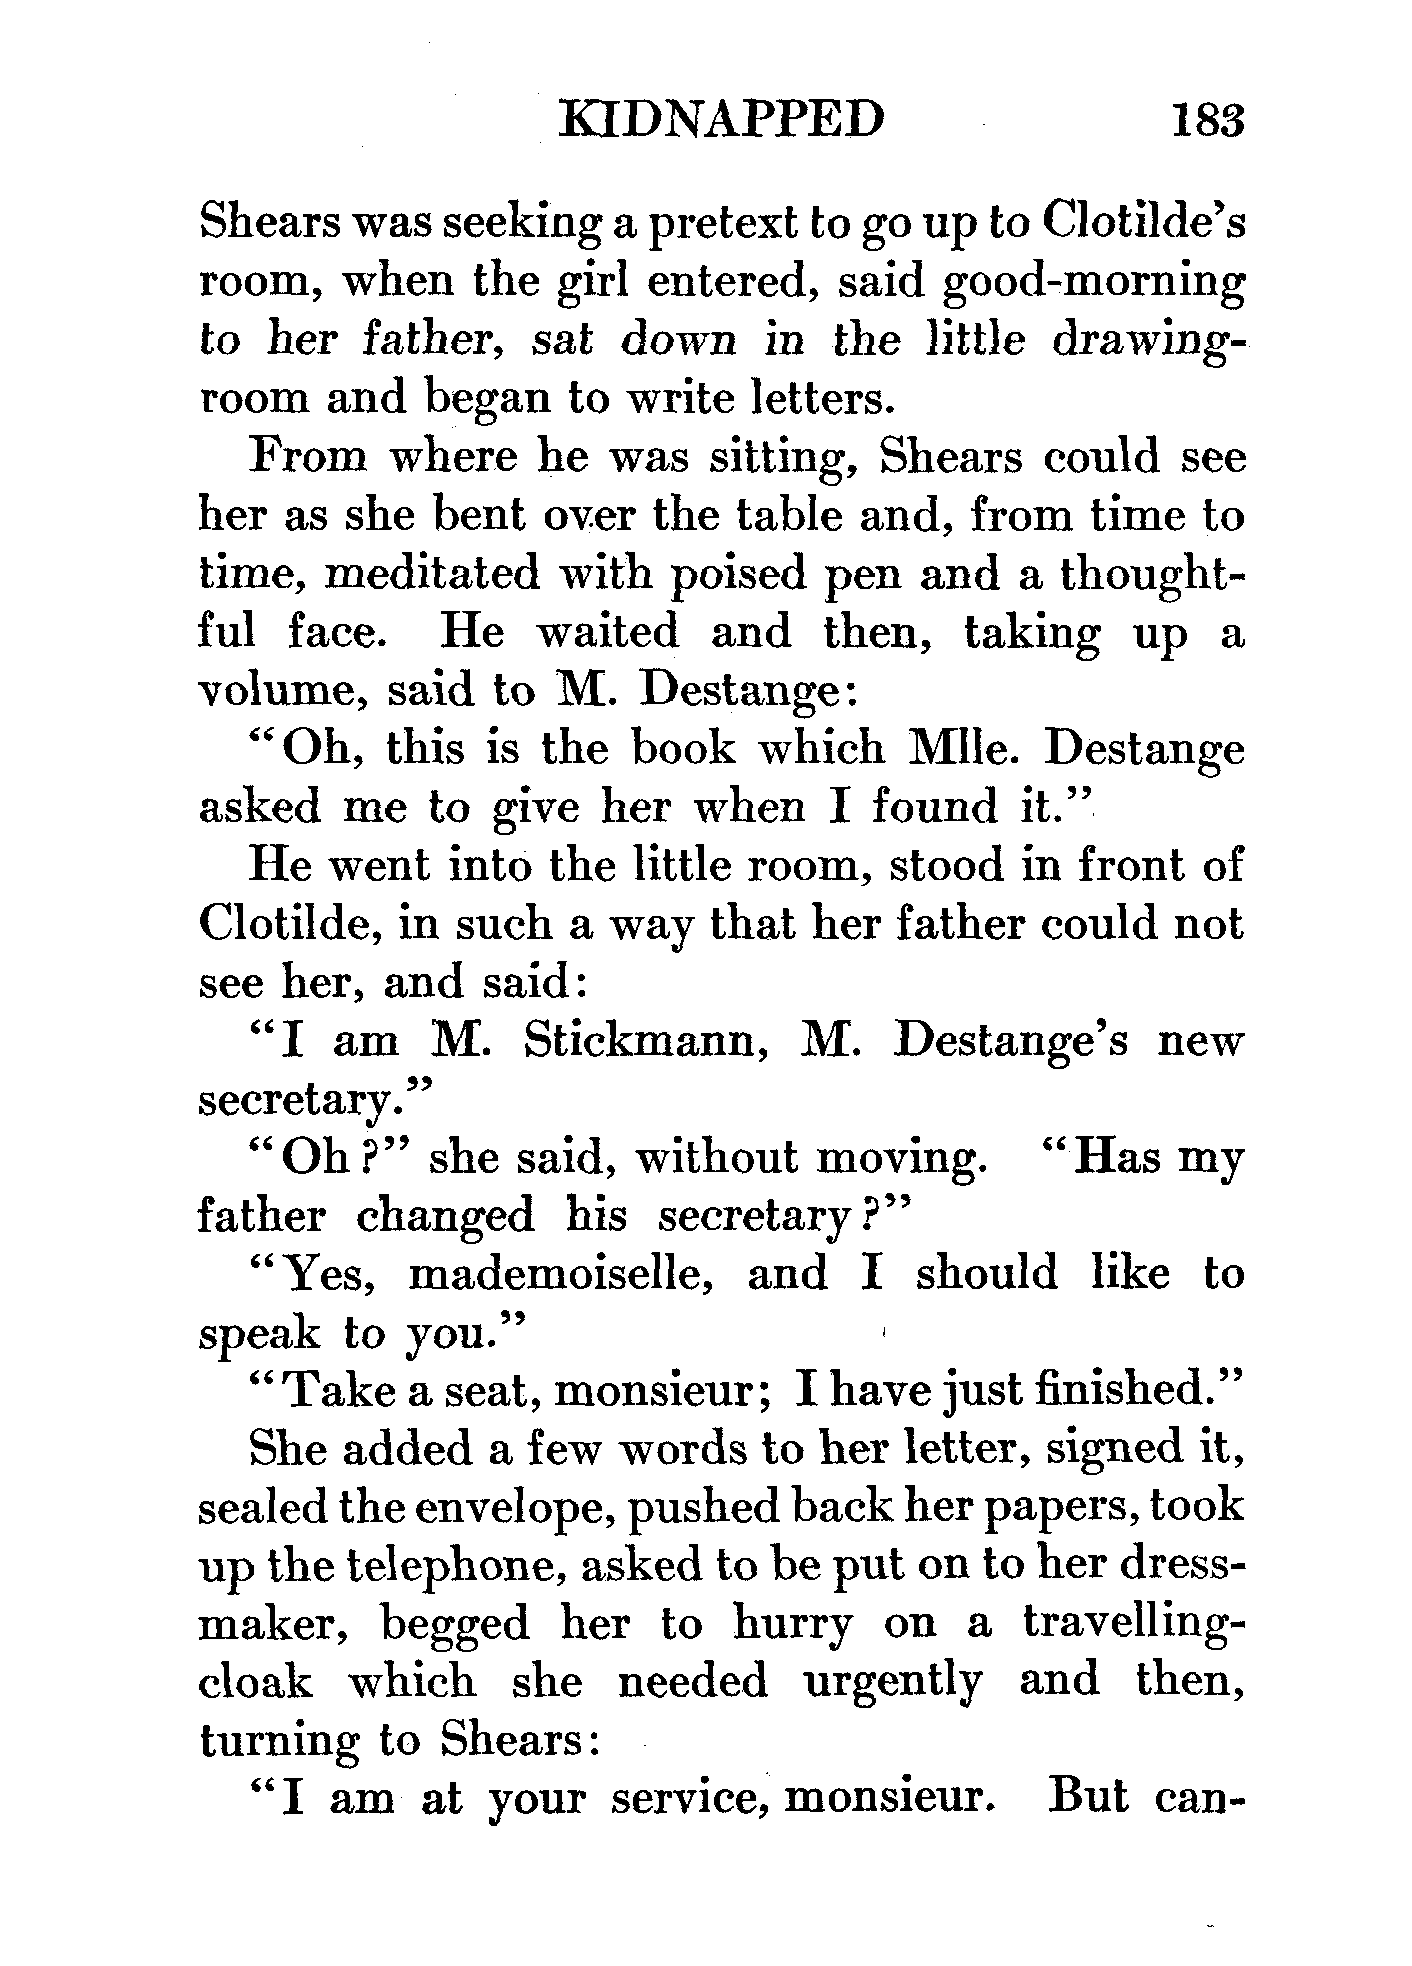 KIDNAPPED 183
Shears was seeking a pretext to go up to Clotilde's
room, when the girl entered, said good-morning
to her father, sat down in the little drawing-
room and began to write letters.
From where he was sitting, Shears could see
her as she bent over the table and, from time to
time, meditated with poised pen and a thought-
ful face. He waited and then, taking up a
volume, said to M. Destange:
"Oh, this is the book which Mlle. Destange
asked me to give her when I found it."
He went into the little room, stood in front of
Clotilde, in such a way that her father could not
see her, and said:
"I am M. Stickmann, M. Destange's new
secretary."
"Oh?" she said, without moving. "Has my
father changed his secretary?"
"Yes, mademoiselle, and I should like to
speak to you."
"Take a seat, monsieur; I have just finished."
She added a few words to her letter, signed it,
sealed the envelope, pushed back her papers, took
up the telephone, asked to be put on to her dress-
maker, begged her to hurry on a travelling-
cloak which she needed urgently and then,
turning to Shears:
"I am at your service, monsieur. But can-